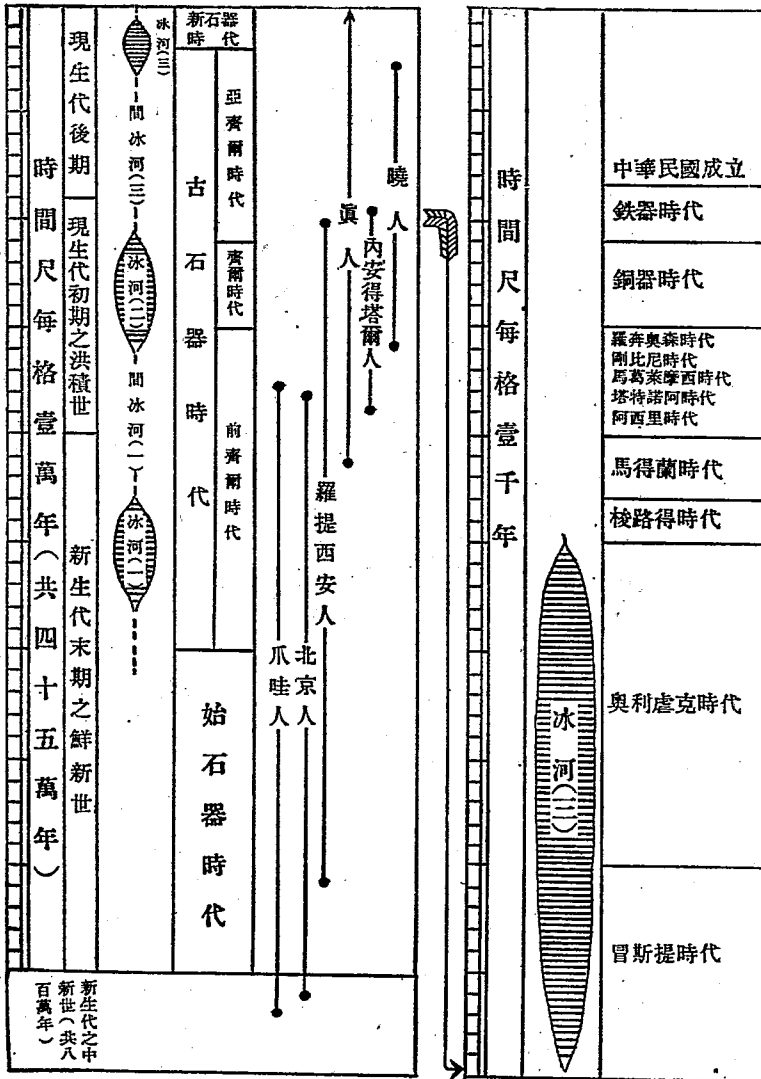 時間尺每格壹萬年(共四十五萬年)
現生代後期
現生代初期之洪積世
新生代末期之鮮新世
新生代之中
新世(共八
百萬年)
冰河(三)
間冰河(三)
冰河(二)
間冰河(一)
冰河(一)
新石器
時代
古石器時代
亞齊爾時代
齊爾時代
前齊爾時代
始石器時代
爪哇人
北京人
羅提西安人
眞人
內安得塔爾人
曉人
時間尺每格壹千年
冰河(三)
中華民國成立
鉄器時代
銅器時代
羅奔奧森時代
剛比尼時代
馬葛萊摩西時代
塔特諾阿時代
阿西里時代
馬得蘭時代
梭路得時代
奧利虐克時代
冒斯提時代